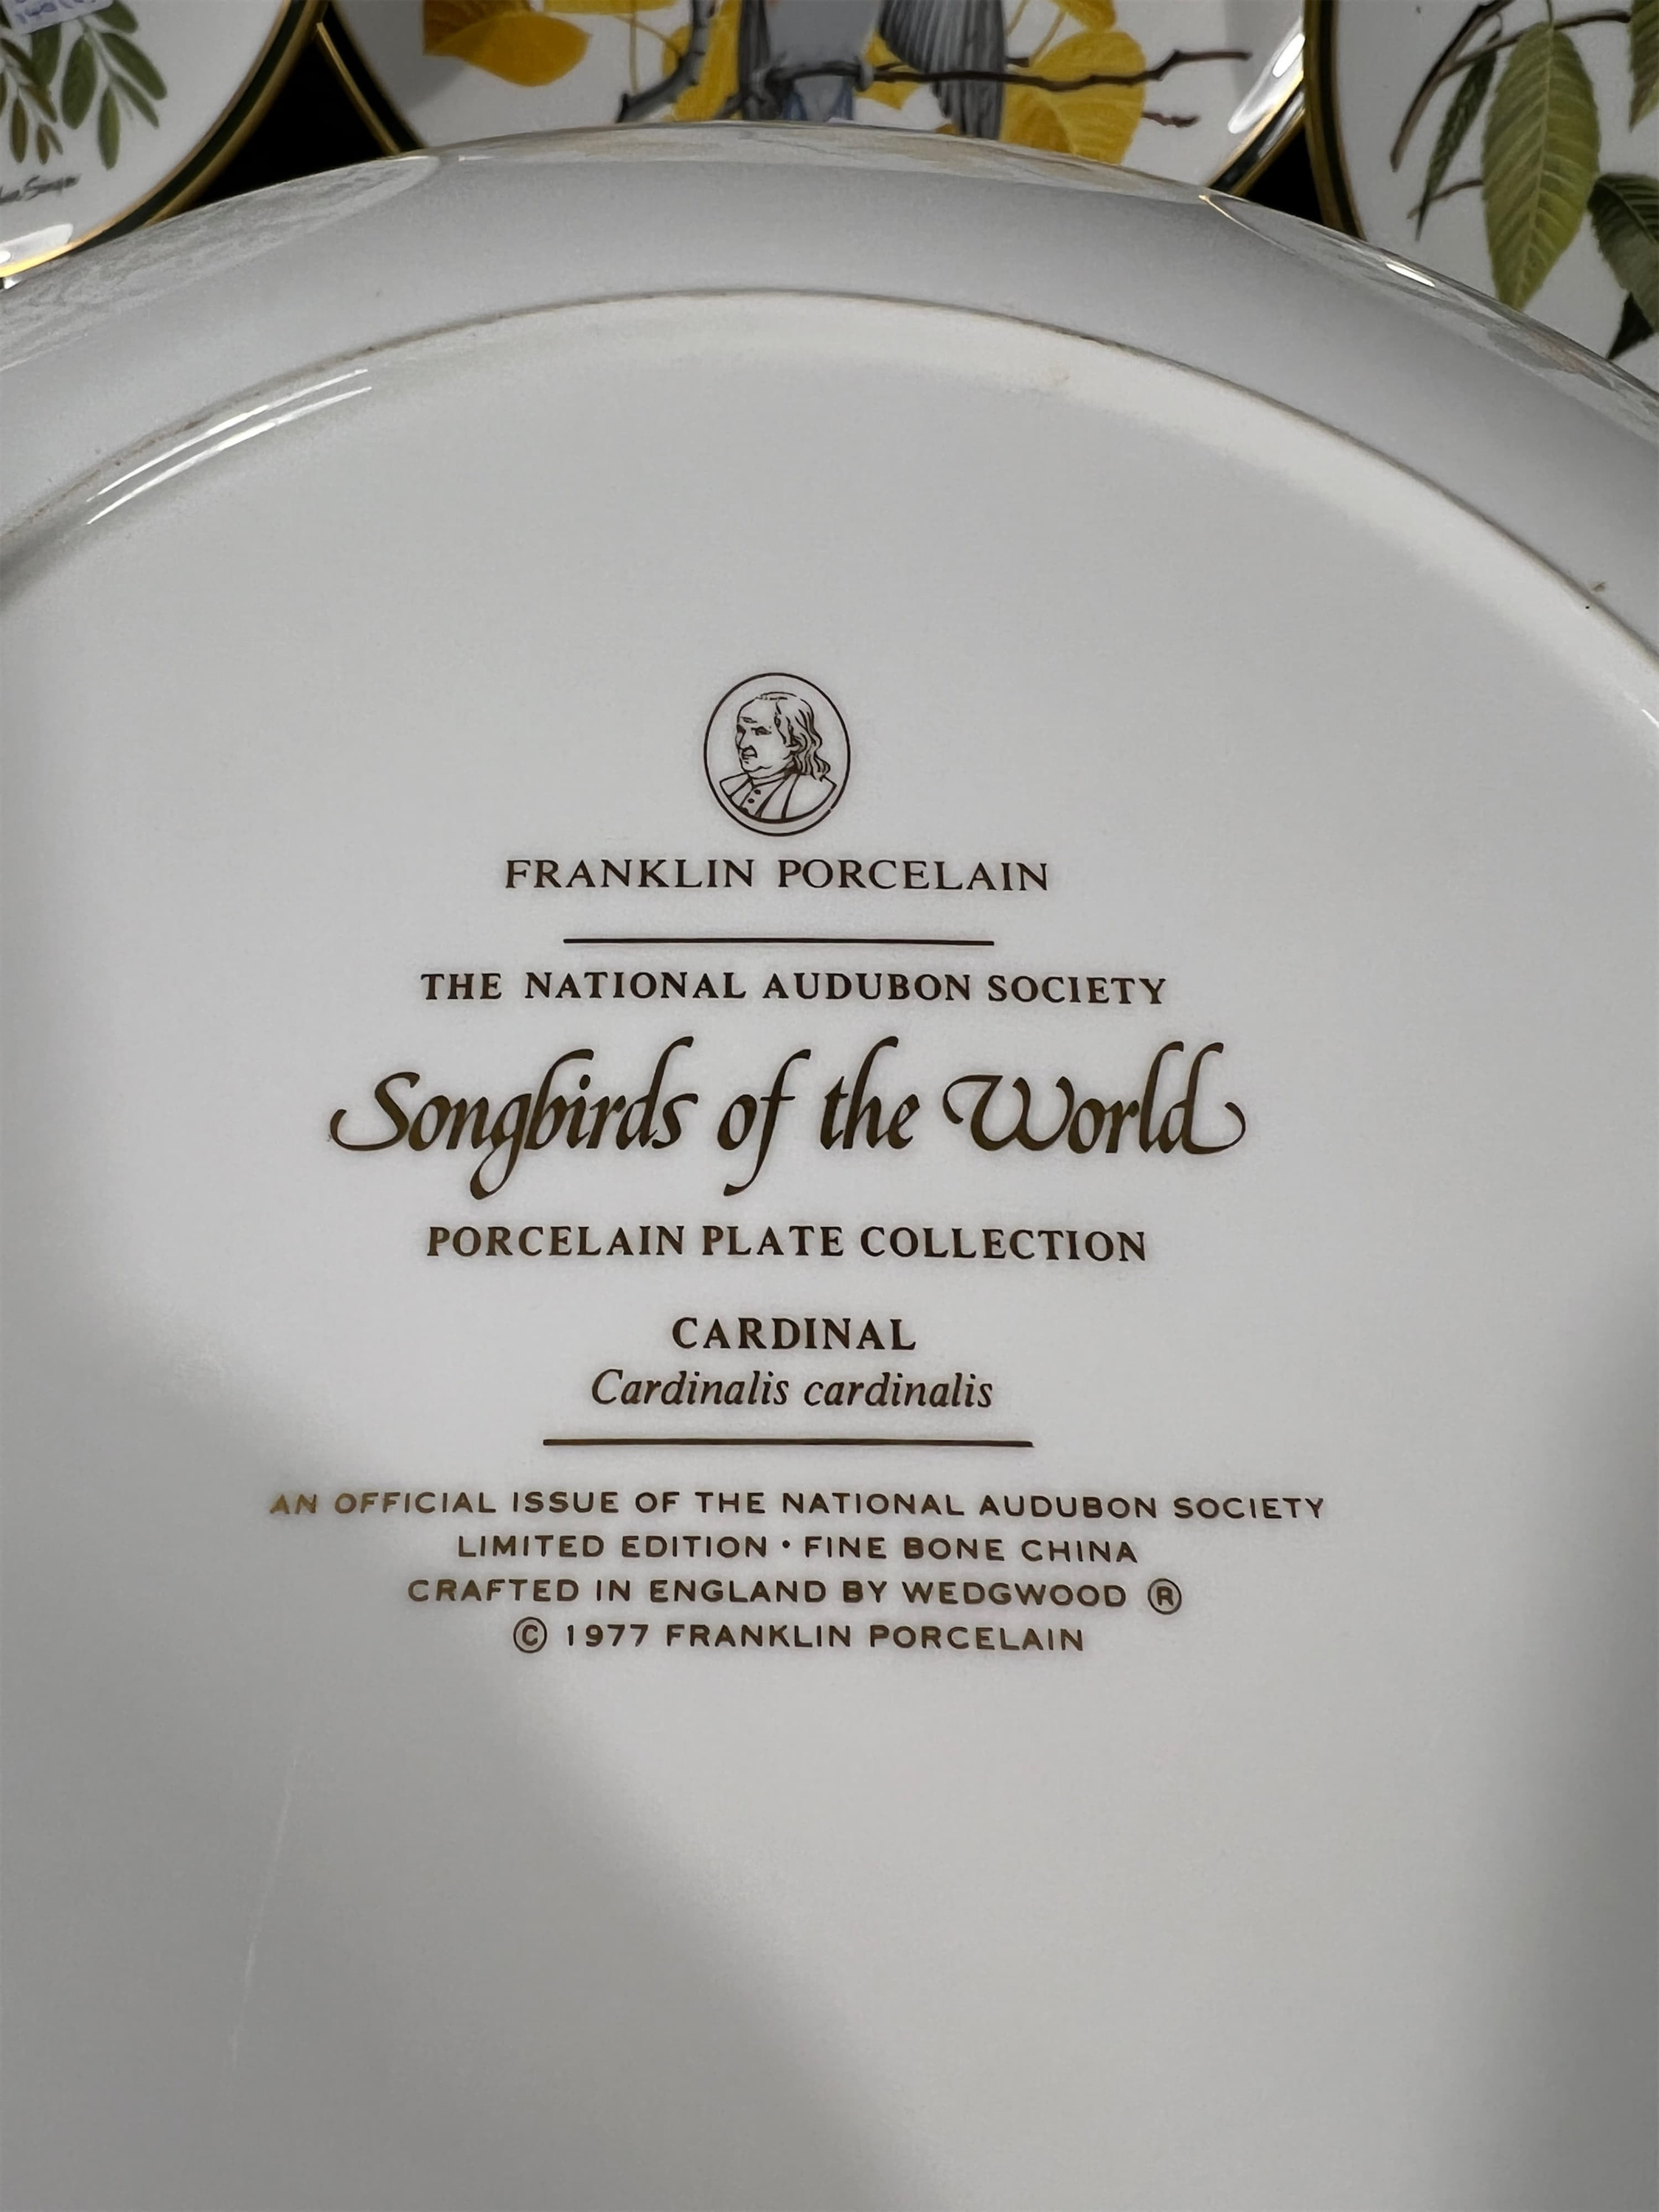 FRANKLIN PORCELAIN
THE NATIONAL AUDUBON SOCIETY
Songbirds of the World
PORCELAIN PLATE COLLECTION
CARDINAL
Cardinalis cardinalis
AN OFFICIAL ISSUE OF THE NATIONAL AUDUBON SOCIETY
LIMITED EDITION • FINE BONE CHINA
CRAFTED IN ENGLAND BY WEDGWOOD ®
© 1977 FRANKLIN PORCELAIN